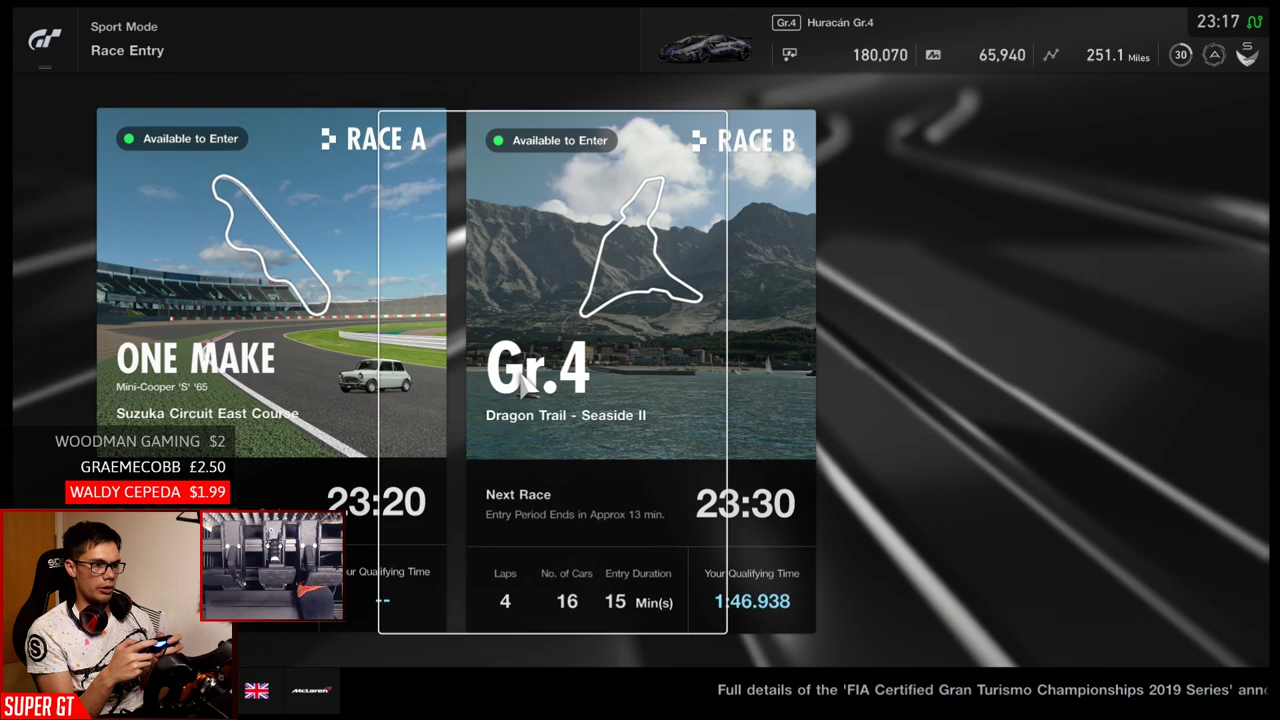 Sport Mode
Race Entry
Gr.4 Huracán Gr.4
23:17
180,070 65,940 251.1 Miles 30 A S
Available to Enter RACE A
ONE MAKE
Mini-Cooper 'S' '65
Suzuka Circuit East Course
23:20
our Qualifying Time
--
Available to Enter RACE B
Gr.4
Dragon Trail - Seaside II
Next Race
Entry Period Ends in Approx 13 min.
23:30
Laps No. of Cars Entry Duration Your Qualifying Time
4 16 15 Min(s) 1:46.938
WOODMAN GAMING $2
GRAEMECOBB £2.50
WALDY CEPEDA $1.99
SUPER GT
McLaren
Full details of the 'FIA Certified Gran Turismo Championships 2019 Series' anno